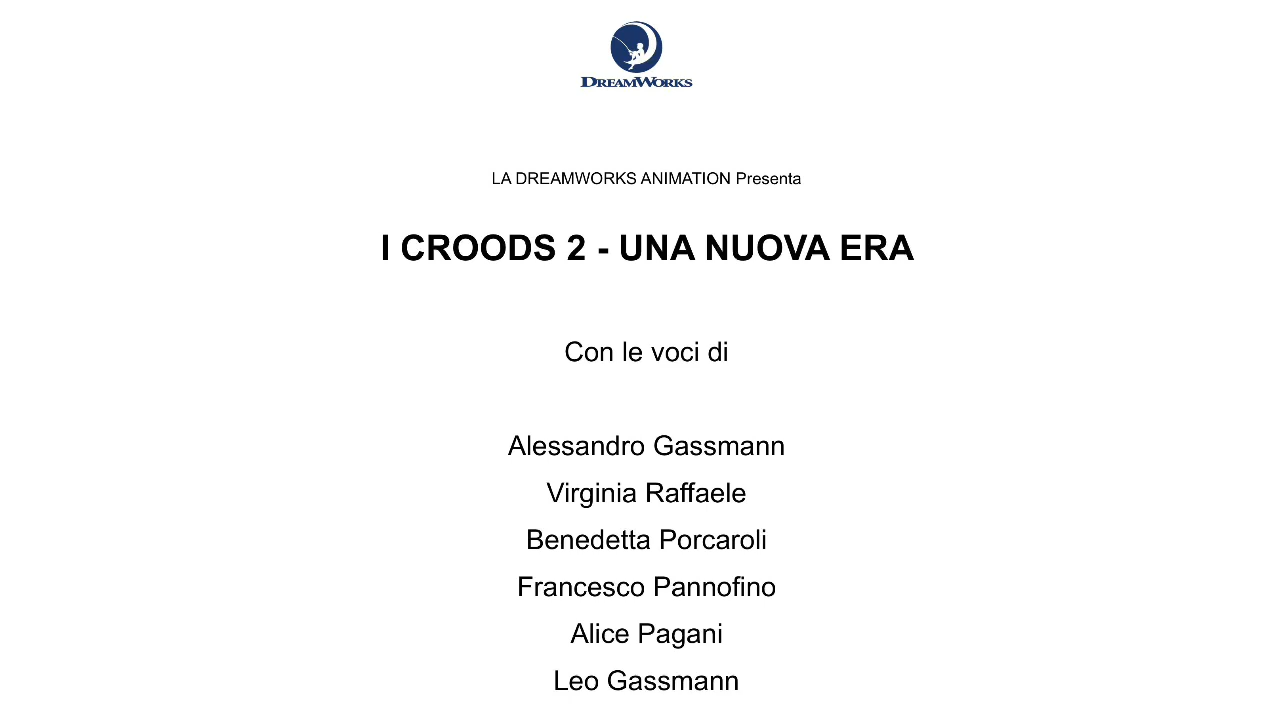 DREAMWORKS
LA DREAMWORKS ANIMATION Presenta
I CROODS 2 - UNA NUOVA ERA
Con le voci di
Alessandro Gassmann
Virginia Raffaele
Benedetta Porcaroli
Francesco Pannofino
Alice Pagani
Leo Gassmann